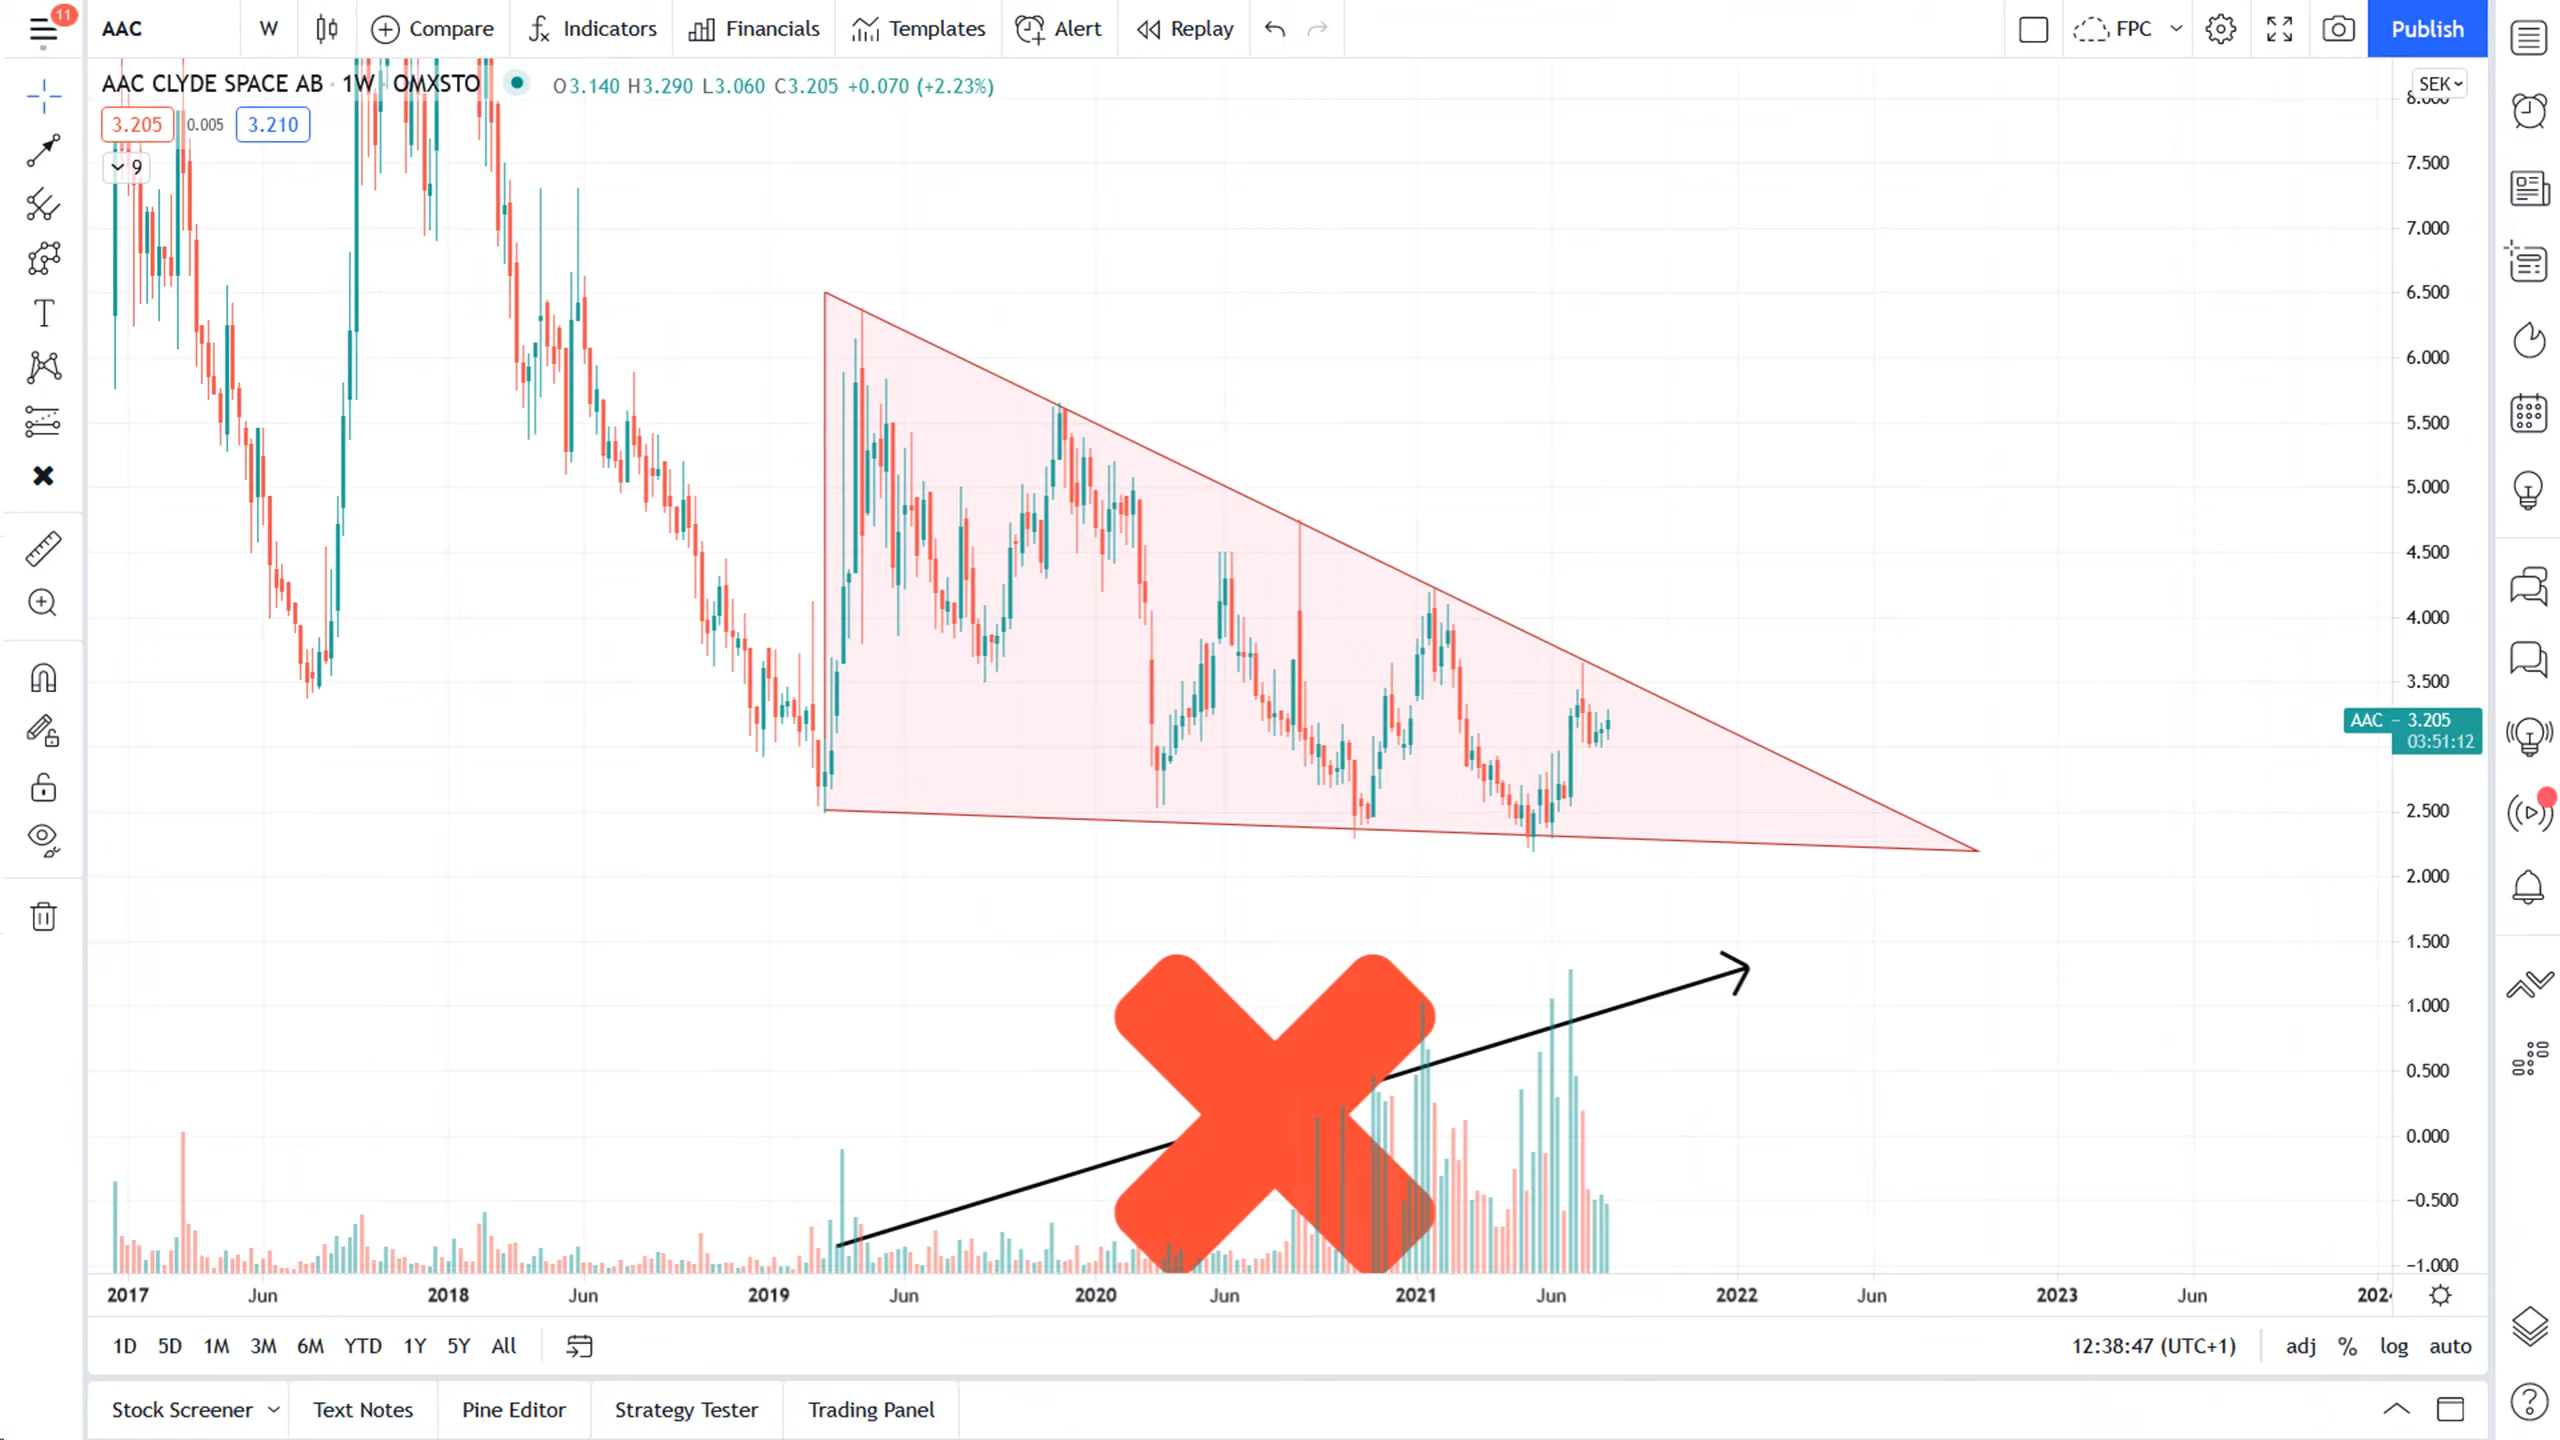 11
AAC
W
Compare
Indicators
Financials
Templates
Alert
Replay
FPC
Publish
AAC CLYDE SPACE AB · 1W · OMXSTO
O3.140 H3.290 L3.060 C3.205 +0.070 (+2.23%)
SEK
3.205
0.005
3.210
9
8.000
7.500
7.000
6.500
6.000
5.500
5.000
4.500
4.000
3.500
AAC – 3.205
03:51:12
2.500
2.000
1.500
1.000
0.500
0.000
−0.500
−1.000
2017
Jun
2018
Jun
2019
Jun
2020
Jun
2021
Jun
2022
Jun
2023
Jun
1D
5D
1M
3M
6M
YTD
1Y
5Y
All
12:38:47 (UTC+1)
adj
%
log
auto
Stock Screener
Text Notes
Pine Editor
Strategy Tester
Trading Panel